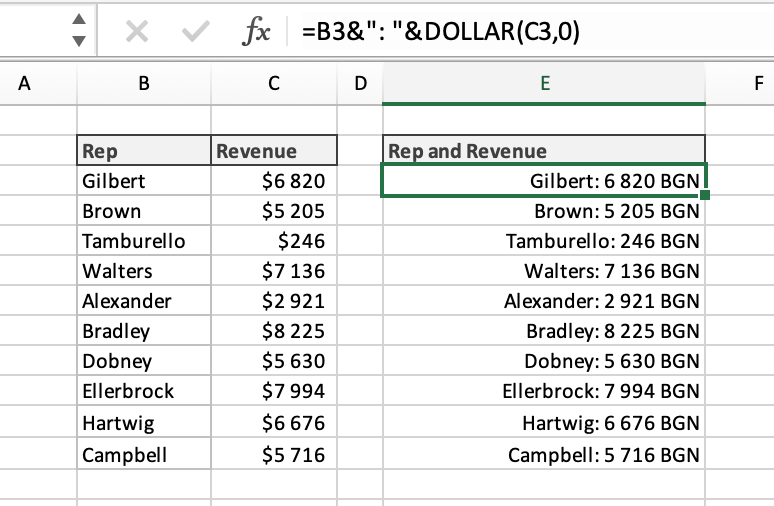 fx =B3&": "&DOLLAR(C3,0)
A B C D E F
Rep Revenue Rep and Revenue
Gilbert $6 820 Gilbert: 6 820 BGN
Brown $5 205 Brown: 5 205 BGN
Tamburello $246 Tamburello: 246 BGN
Walters $7 136 Walters: 7 136 BGN
Alexander $2 921 Alexander: 2 921 BGN
Bradley $8 225 Bradley: 8 225 BGN
Dobney $5 630 Dobney: 5 630 BGN
Ellerbrock $7 994 Ellerbrock: 7 994 BGN
Hartwig $6 676 Hartwig: 6 676 BGN
Campbell $5 716 Campbell: 5 716 BGN